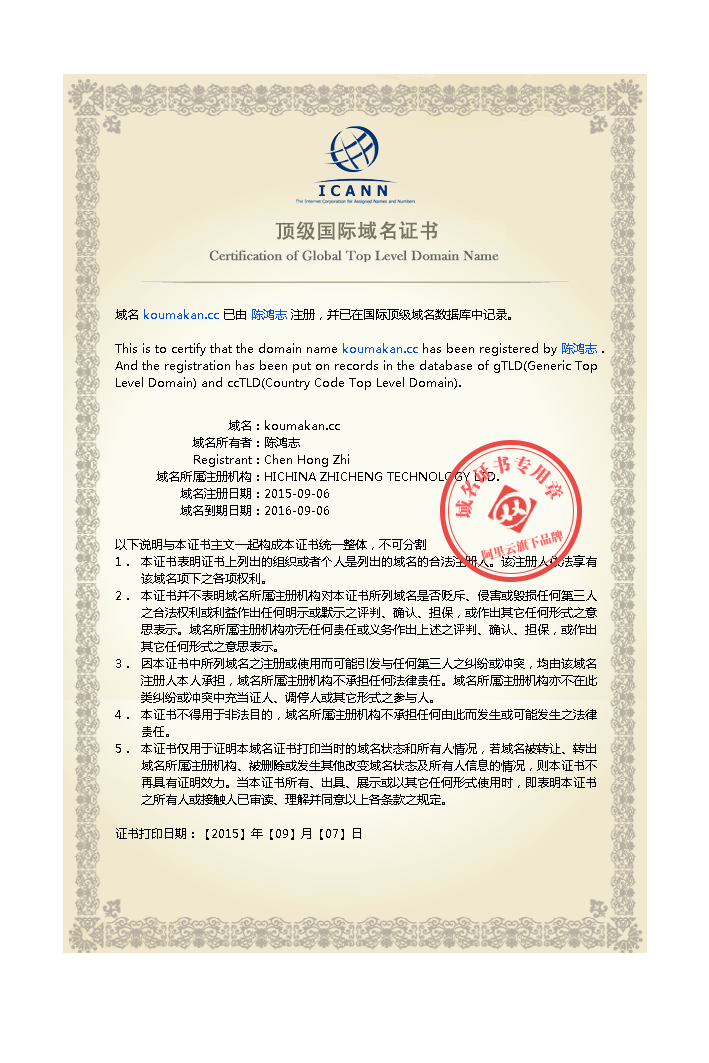 ICANN
The Internet Corporation for Assigned Names and Numbers
顶级国际域名证书
Certification of Global Top Level Domain Name
域名 koumakan.cc 已由 陈鸿志 注册，并已在国际顶级域名数据库中记录。
This is to certify that the domain name koumakan.cc has been registered by 陈鸿志 .
And the registration has been put on records in the database of gTLD(Generic Top
Level Domain) and ccTLD(Country Code Top Level Domain).
域名：koumakan.cc
域名所有者：陈鸿志
Registrant：Chen Hong Zhi
域名所属注册机构：HICHINA ZHICHENG TECHNOLOGY LTD.
域名注册日期：2015-09-06
域名到期日期：2016-09-06
域名证书专用章
阿里云旗下品牌
以下说明与本证书主文一起构成本证书统一整体，不可分割
1． 本证书表明证书上列出的组织或者个人是列出的域名的合法注册人。该注册人依法享有
该域名项下之各项权利。
2． 本证书并不表明域名所属注册机构对本证书所列域名是否贬斥、侵害或毁损任何第三人
之合法权利或利益作出任何明示或默示之评判、确认、担保，或作出其它任何形式之意
思表示。域名所属注册机构亦无任何责任或义务作出上述之评判、确认、担保，或作出
其它任何形式之意思表示。
3． 因本证书中所列域名之注册或使用而可能引发与任何第三人之纠纷或冲突，均由该域名
注册人本人承担，域名所属注册机构不承担任何法律责任。域名所属注册机构亦不在此
类纠纷或冲突中充当证人、调停人或其它形式之参与人。
4． 本证书不得用于非法目的，域名所属注册机构不承担任何由此而发生或可能发生之法律
责任。
5． 本证书仅用于证明本域名证书打印当时的域名状态和所有人情况，若域名被转让、转出
域名所属注册机构、被删除或发生其他改变域名状态及所有人信息的情况，则本证书不
再具有证明效力。当本证书所有、出具、展示或以其它任何形式使用时，即表明本证书
之所有人或接触人已审读、理解并同意以上各条款之规定。
证书打印日期：【2015】年【09】月【07】日